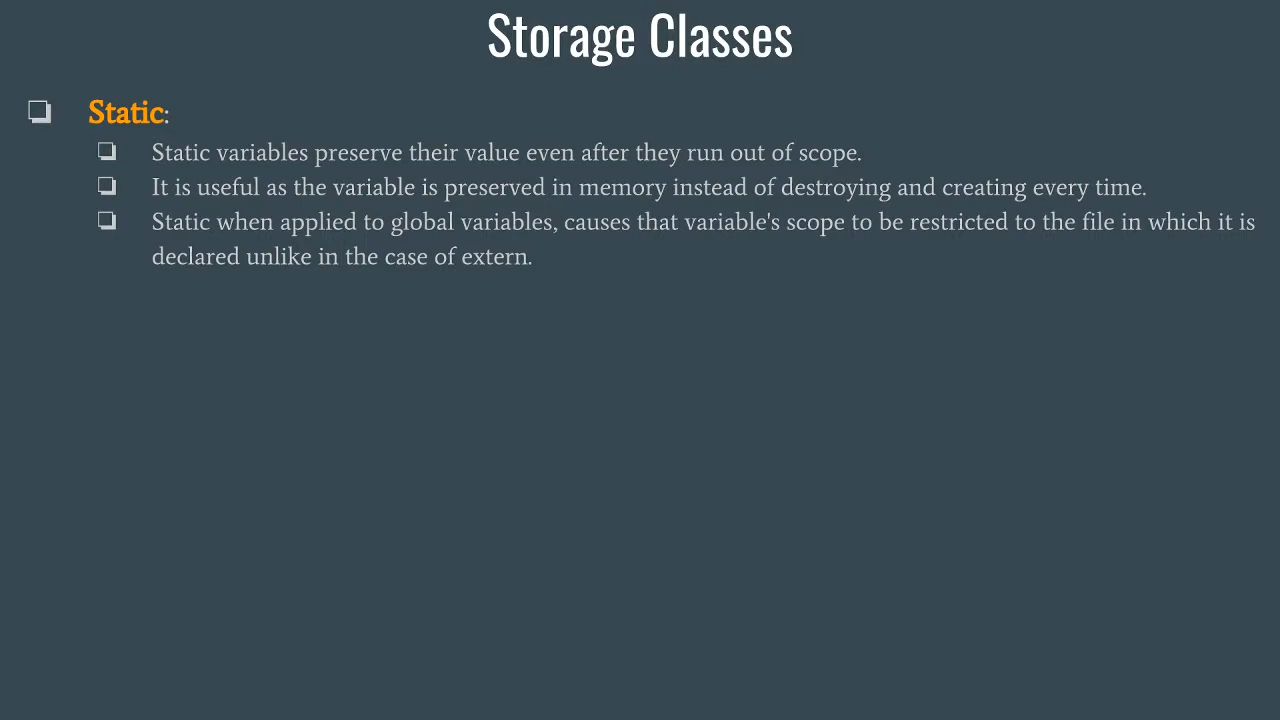 Storage Classes
Static:
Static variables preserve their value even after they run out of scope.
It is useful as the variable is preserved in memory instead of destroying and creating every time.
Static when applied to global variables, causes that variable's scope to be restricted to the file in which it is
declared unlike in the case of extern.